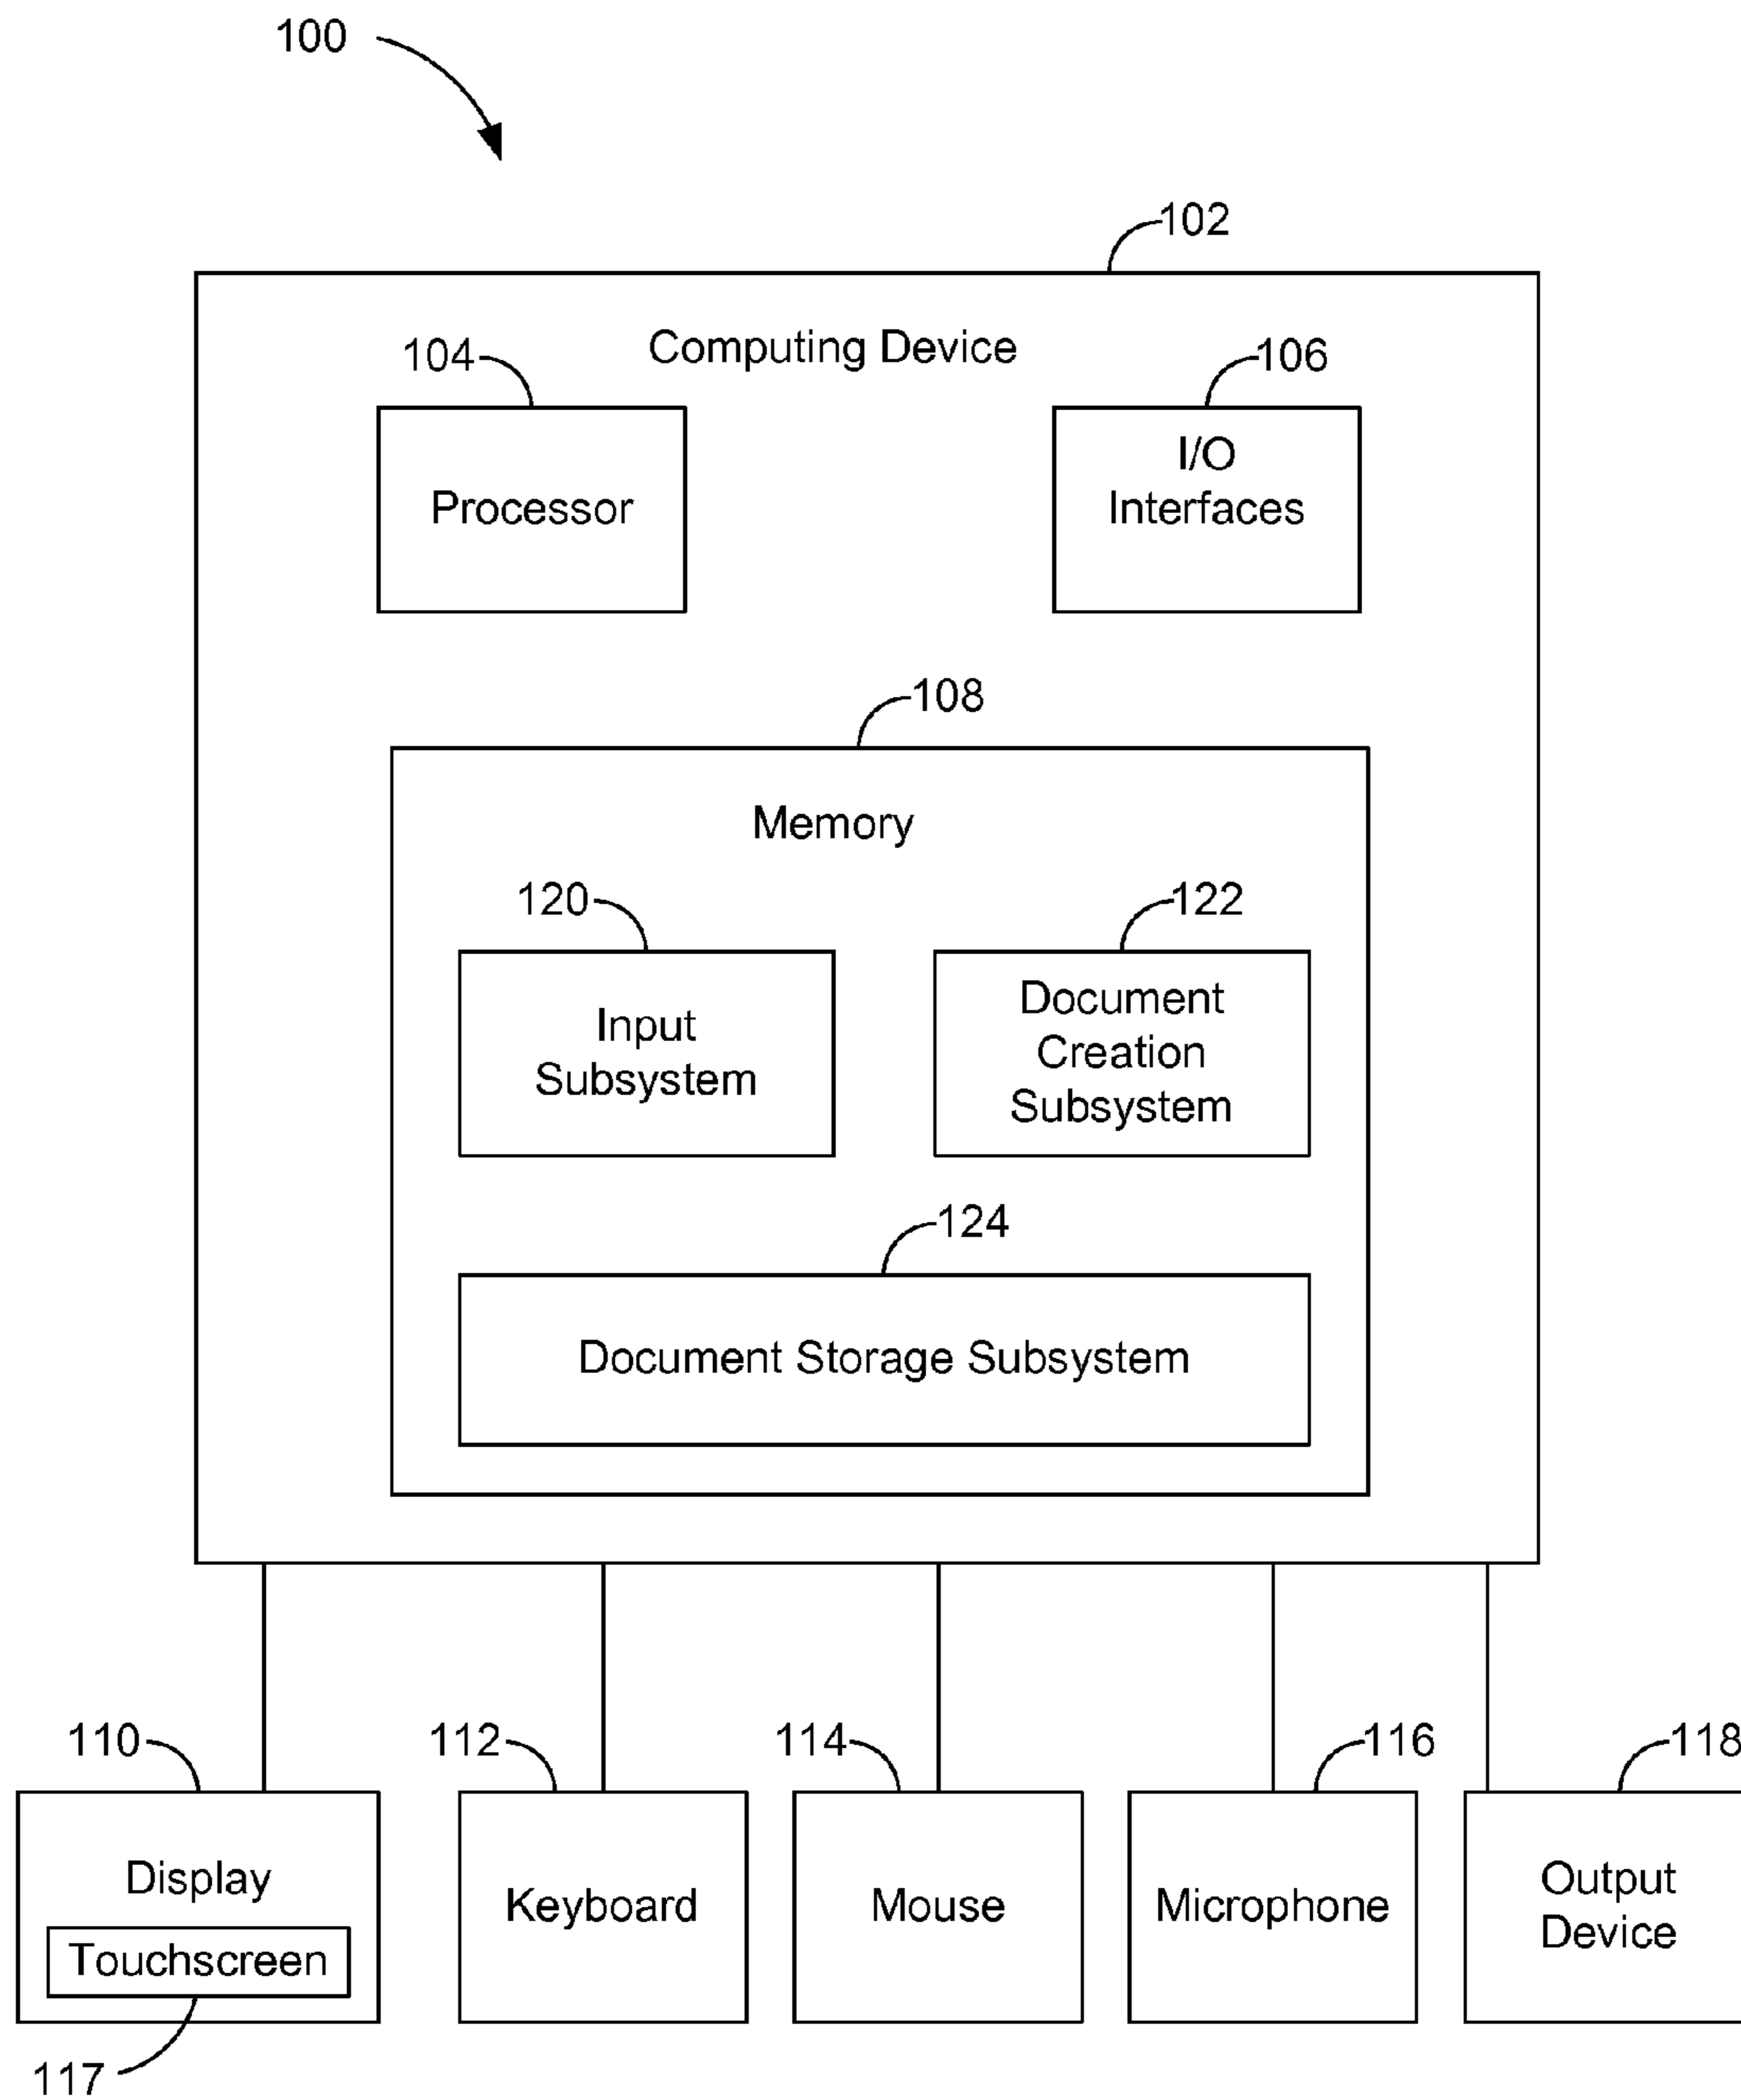 100
102
Computing Device
104
106
Processor
I/O
Interfaces
108
Memory
120
122
Input
Subsystem
Document
Creation
Subsystem
124
Document Storage Subsystem
110
112
114
116
118
Display
Touchscreen
Keyboard
Mouse
Microphone
Output
Device
117